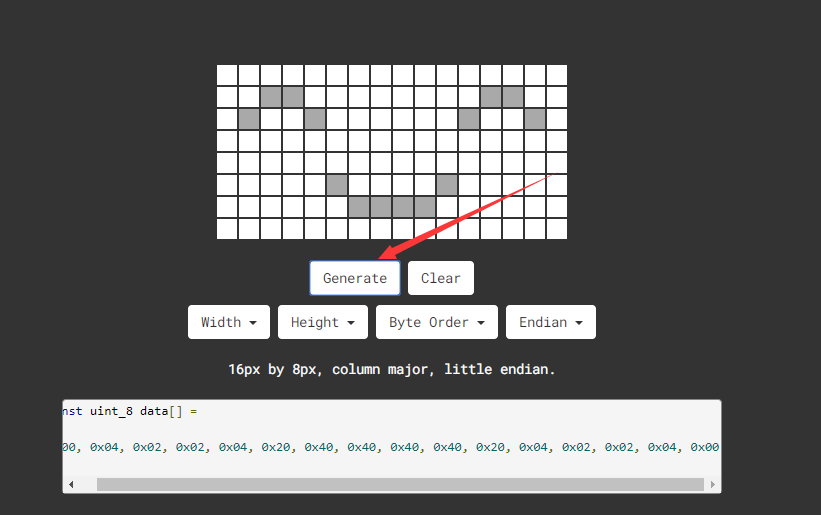 Generate Clear
Width Height Byte Order Endian
16px by 8px, column major, little endian.
nst uint_8 data[] =
00, 0x04, 0x02, 0x02, 0x04, 0x20, 0x40, 0x40, 0x40, 0x40, 0x20, 0x04, 0x02, 0x02, 0x04, 0x00